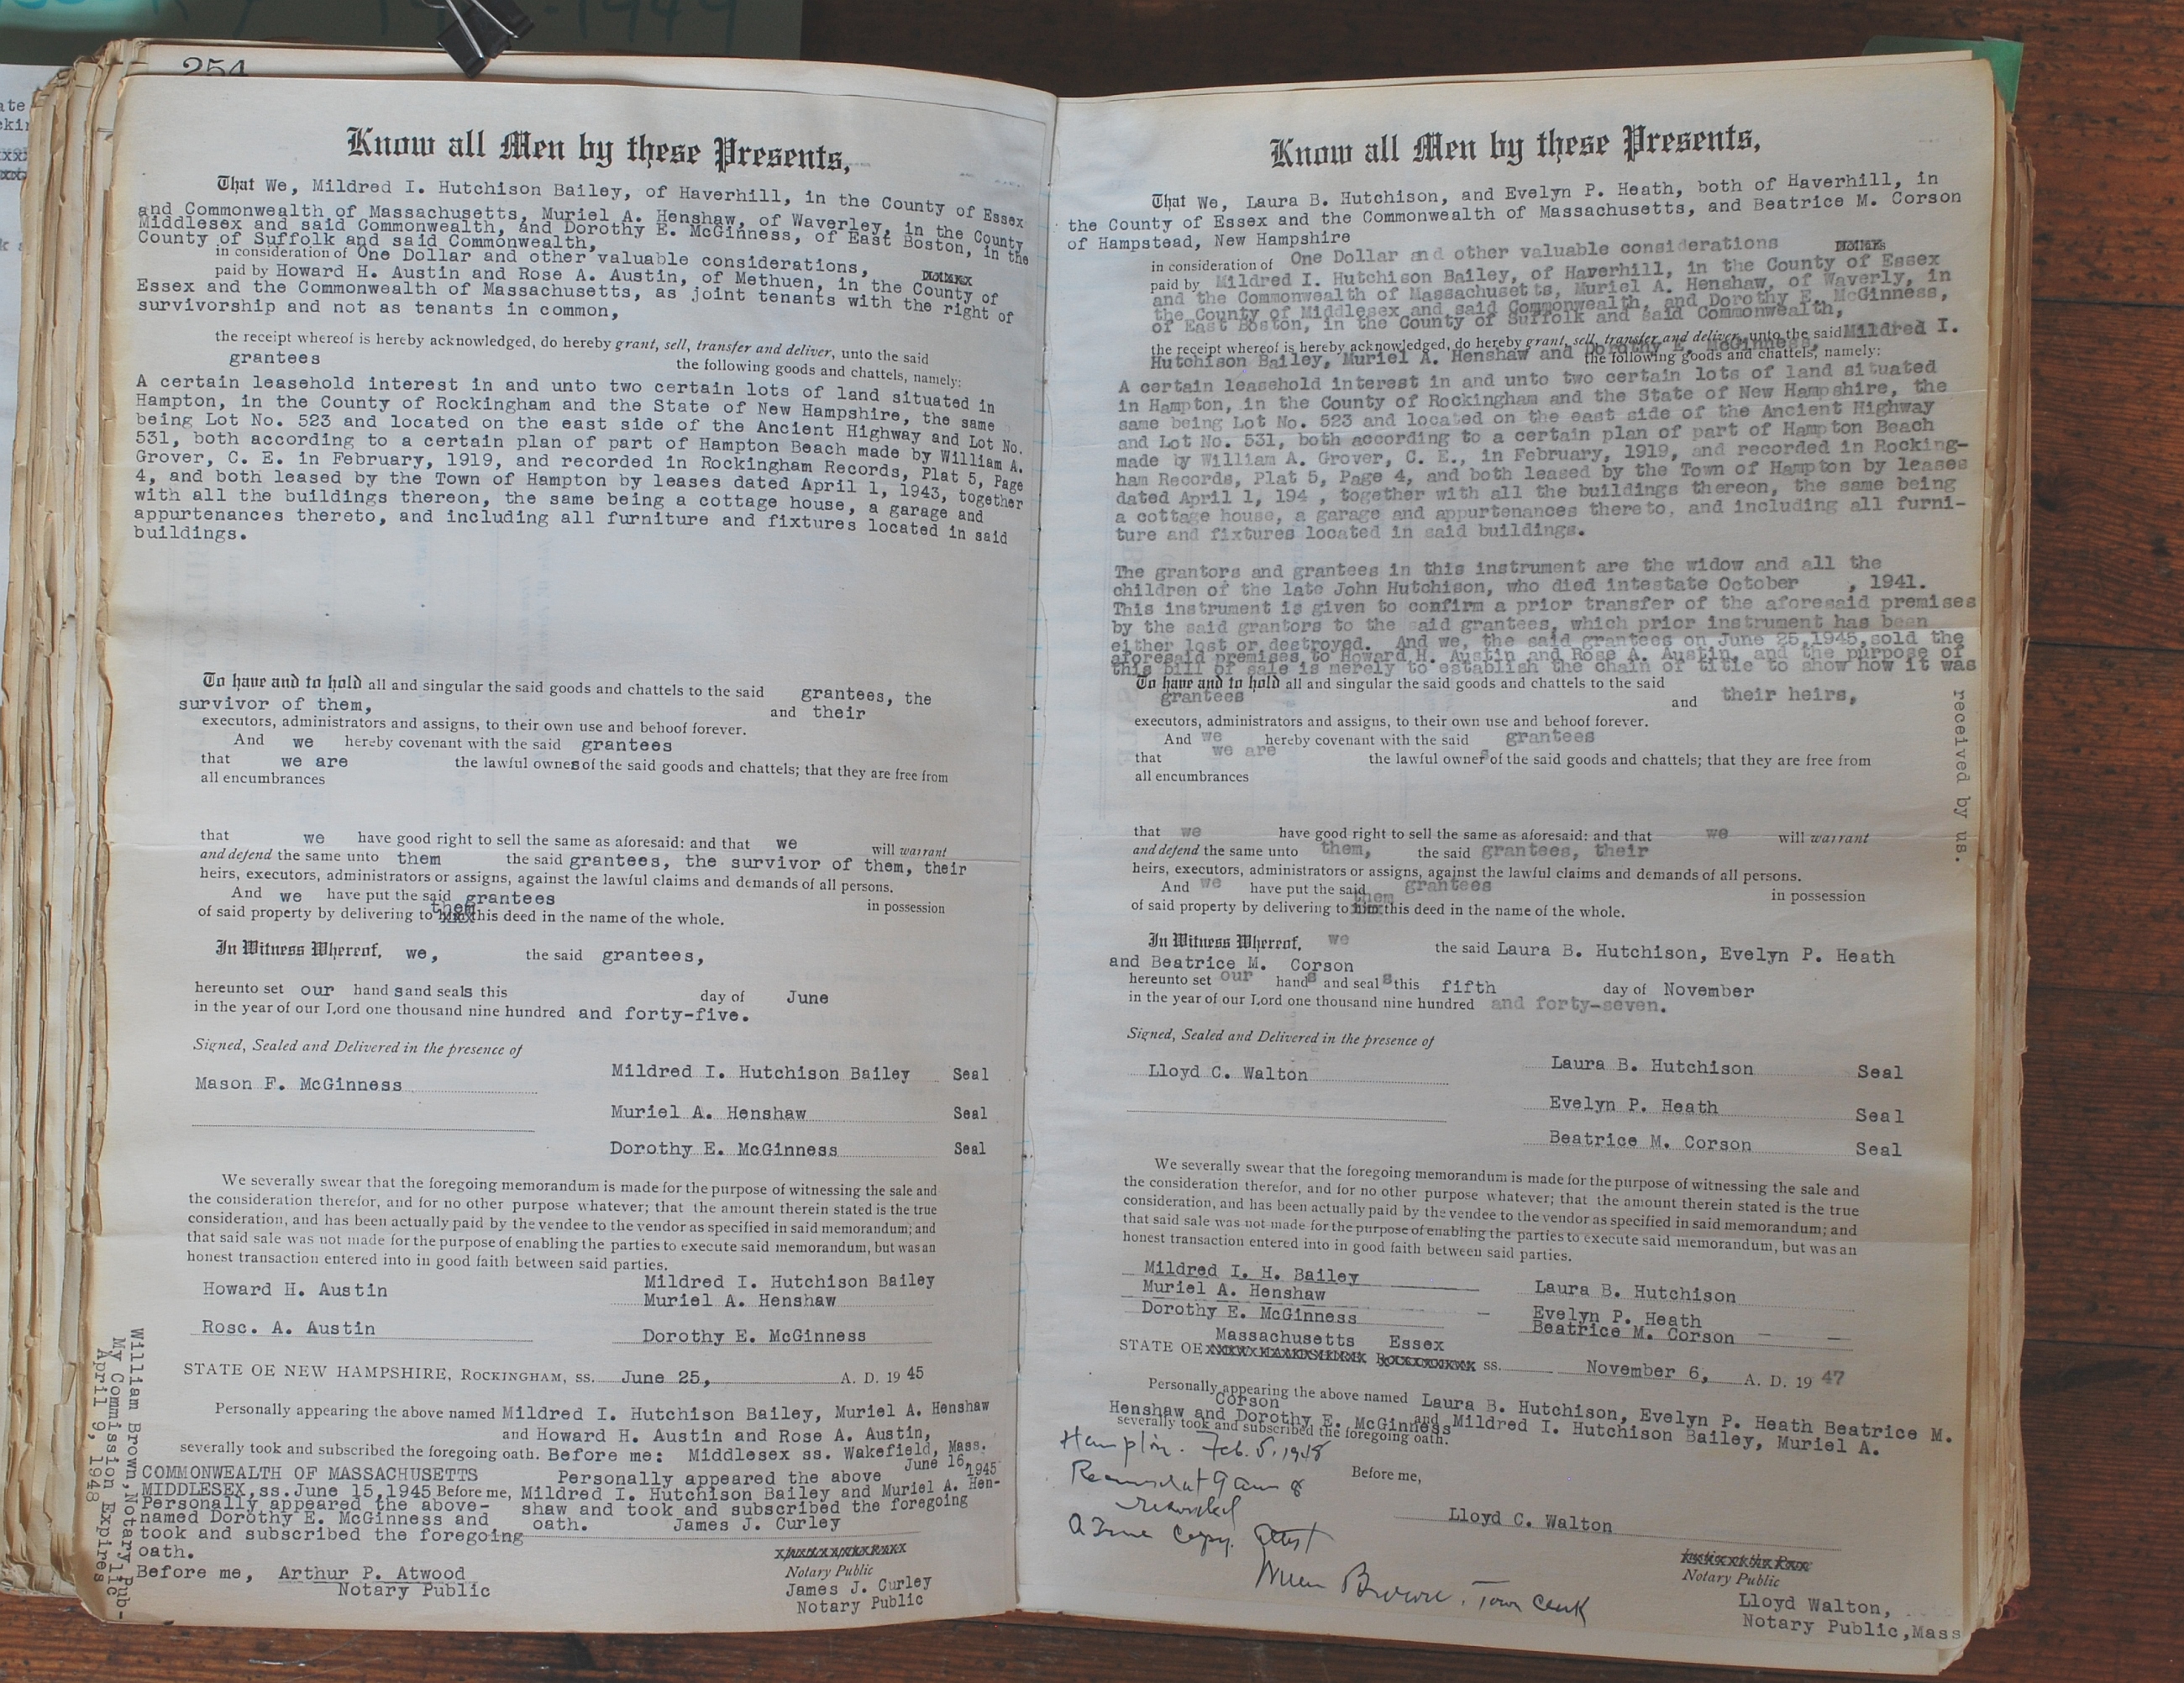 254
Know all Men by these Presents,
That We, Mildred I. Hutchison Bailey, of Haverhill, in the County of Essex
and Commonwealth of Massachusetts, Muriel A. Henshaw, of Waverley, in the County
Middlesex and said Commonwealth, and Dorothy E. McGinness, of East Boston, in the
County of Suffolk and said Commonwealth,
in consideration of One Dollar and other valuable considerations,
paid by Howard H. Austin and Rose A. Austin, of Methuen, in the County of
Essex and the Commonwealth of Massachusetts, as joint tenants with the right of
survivorship and not as tenants in common,
the receipt whereof is hereby acknowledged, do hereby grant, sell, transfer and deliver, unto the said
grantees the following goods and chattels, namely:
A certain leasehold interest in and unto two certain lots of land situated in
Hampton, in the County of Rockingham and the State of New Hampshire, the same
being Lot No. 523 and located on the east side of the Ancient Highway and Lot No.
531, both according to a certain plan of part of Hampton Beach made by William A.
Grover, C. E. in February, 1919, and recorded in Rockingham Records, Plat 5, Page
4, and both leased by the Town of Hampton by leases dated April 1, 1943, together
with all the buildings thereon, the same being a cottage house, a garage and
appurtenances thereto, and including all furniture and fixtures located in said
buildings.
To have and to hold all and singular the said goods and chattels to the said grantees, the
survivor of them, and their
executors, administrators and assigns, to their own use and behoof forever.
And we hereby covenant with the said grantees
that we are the lawful ownes of the said goods and chattels; that they are free from
all encumbrances
that we have good right to sell the same as aforesaid: and that we will warrant
and defend the same unto them the said grantees, the survivor of them, their
heirs, executors, administrators or assigns, against the lawful claims and demands of all persons.
And we have put the said grantees in possession
of said property by delivering to them this deed in the name of the whole.
In Witness Whereof, we, the said grantees,
hereunto set our hand s and seals this day of June
in the year of our Lord one thousand nine hundred and forty-five.
Signed, Sealed and Delivered in the presence of
Mason F. McGinness Mildred I. Hutchison Bailey Seal
Muriel A. Henshaw Seal
Dorothy E. McGinness Seal
We severally swear that the foregoing memorandum is made for the purpose of witnessing the sale and
the consideration therefor, and for no other purpose whatever; that the amount therein stated is the true
consideration, and has been actually paid by the vendee to the vendor as specified in said memorandum; and
that said sale was not made for the purpose of enabling the parties to execute said memorandum, but was an
honest transaction entered into in good faith between said parties.
Howard H. Austin Mildred I. Hutchison Bailey
Muriel A. Henshaw
Rosc. A. Austin Dorothy E. McGinness
STATE OE NEW HAMPSHIRE, ROCKINGHAM, ss. June 25, A. D. 19 45
Personally appearing the above named Mildred I. Hutchison Bailey, Muriel A. Henshaw
and Howard H. Austin and Rose A. Austin,
severally took and subscribed the foregoing oath. Before me: Middlesex ss. Wakefield, Mass.
June 16, 1945
COMMONWEALTH OF MASSACHUSETTS Personally appeared the above
MIDDLESEX, ss. June 15, 1945 Before me, Mildred I. Hutchison Bailey and Muriel A. Hen-
Personally appeared the above- shaw and took and subscribed the foregoing
named Dorothy E. McGinness and oath. James J. Curley
took and subscribed the foregoing
oath.
Notary Public
Before me, Arthur P. Atwood James J. Curley
Notary Public Notary Public
William Brown, Notary Pub-
My Commission Expires lic
April 9, 1948
Know all Men by these Presents,
That We, Laura B. Hutchison, and Evelyn P. Heath, both of Haverhill, in
the County of Essex and the Commonwealth of Massachusetts, and Beatrice M. Corson
of Hampstead, New Hampshire
in consideration of One Dollar and other valuable considerations
paid by Mildred I. Hutchison Bailey, of Haverhill, in the County of Essex
and the Commonwealth of Massachusetts, Muriel A. Henshaw, of Waverly, in
the County of Middlesex and said Commonwealth, and Dorothy E. McGinness,
of East Boston, in the County of Suffolk and said Commonwealth,
the receipt whereof is hereby acknowledged, do hereby grant, sell, transfer and deliver, unto the said Mildred I.
Hutchison Bailey, Muriel A. Henshaw and Dorothy E. McGinness, the following goods and chattels, namely:
A certain leasehold interest in and unto two certain lots of land situated
in Hampton, in the County of Rockingham and the State of New Hampshire, the
same being Lot No. 523 and located on the east side of the Ancient Highway
and Lot No. 531, both according to a certain plan of part of Hampton Beach
made by William A. Grover, C. E., in February, 1919, and recorded in Rocking-
ham Records, Plat 5, Page 4, and both leased by the Town of Hampton by leases
dated April 1, 194 , together with all the buildings thereon, the same being
a cottage house, a garage and appurtenances thereto, and including all furni-
ture and fixtures located in said buildings.
The grantors and grantees in this instrument are the widow and all the
children of the late John Hutchison, who died intestate October , 1941.
This instrument is given to confirm a prior transfer of the aforesaid premises
by the said grantors to the said grantees, which prior instrument has been
either lost or destroyed. And we, the said grantees on June 25, 1945, sold the
aforesaid premises to Howard H. Austin and Rose A. Austin, and the purpose of
this bill of sale is merely to establish the chain of title to show how it was
received by us.
To have and to hold all and singular the said goods and chattels to the said
grantees and their heirs,
executors, administrators and assigns, to their own use and behoof forever.
And we hereby covenant with the said grantees
that we are the lawful owners of the said goods and chattels; that they are free from
all encumbrances
that we have good right to sell the same as aforesaid: and that we will warrant
and defend the same unto them, the said grantees, their
heirs, executors, administrators or assigns, against the lawful claims and demands of all persons.
And we have put the said grantees in possession
of said property by delivering to them this deed in the name of the whole.
In Witness Whereof, we the said Laura B. Hutchison, Evelyn P. Heath
and Beatrice M. Corson
hereunto set our hands and seals this fifth day of November
in the year of our Lord one thousand nine hundred and forty-seven.
Signed, Sealed and Delivered in the presence of
Lloyd C. Walton Laura B. Hutchison Seal
Evelyn P. Heath Seal
Beatrice M. Corson Seal
We severally swear that the foregoing memorandum is made for the purpose of witnessing the sale and
the consideration therefor, and for no other purpose whatever; that the amount therein stated is the true
consideration, and has been actually paid by the vendee to the vendor as specified in said memorandum; and
that said sale was not made for the purpose of enabling the parties to execute said memorandum, but was an
honest transaction entered into in good faith between said parties.
Mildred I. H. Bailey Laura B. Hutchison
Muriel A. Henshaw Evelyn P. Heath
Dorothy E. McGinness Beatrice M. Corson
Massachusetts Essex
STATE OE ss. November 6, A. D. 19 47
Personally appearing the above named Laura B. Hutchison, Evelyn P. Heath Beatrice M.
Corson and Mildred I. Hutchison Bailey, Muriel A.
Henshaw and Dorothy E. McGinness
severally took and subscribed the foregoing oath.
Hampton. Feb. 5, 1948
Received at 9 am &
recorded
Before me,
A True Copy. Attest
Lloyd C. Walton
Brown, Town Clerk
Notary Public
Lloyd Walton,
Notary Public, Mass